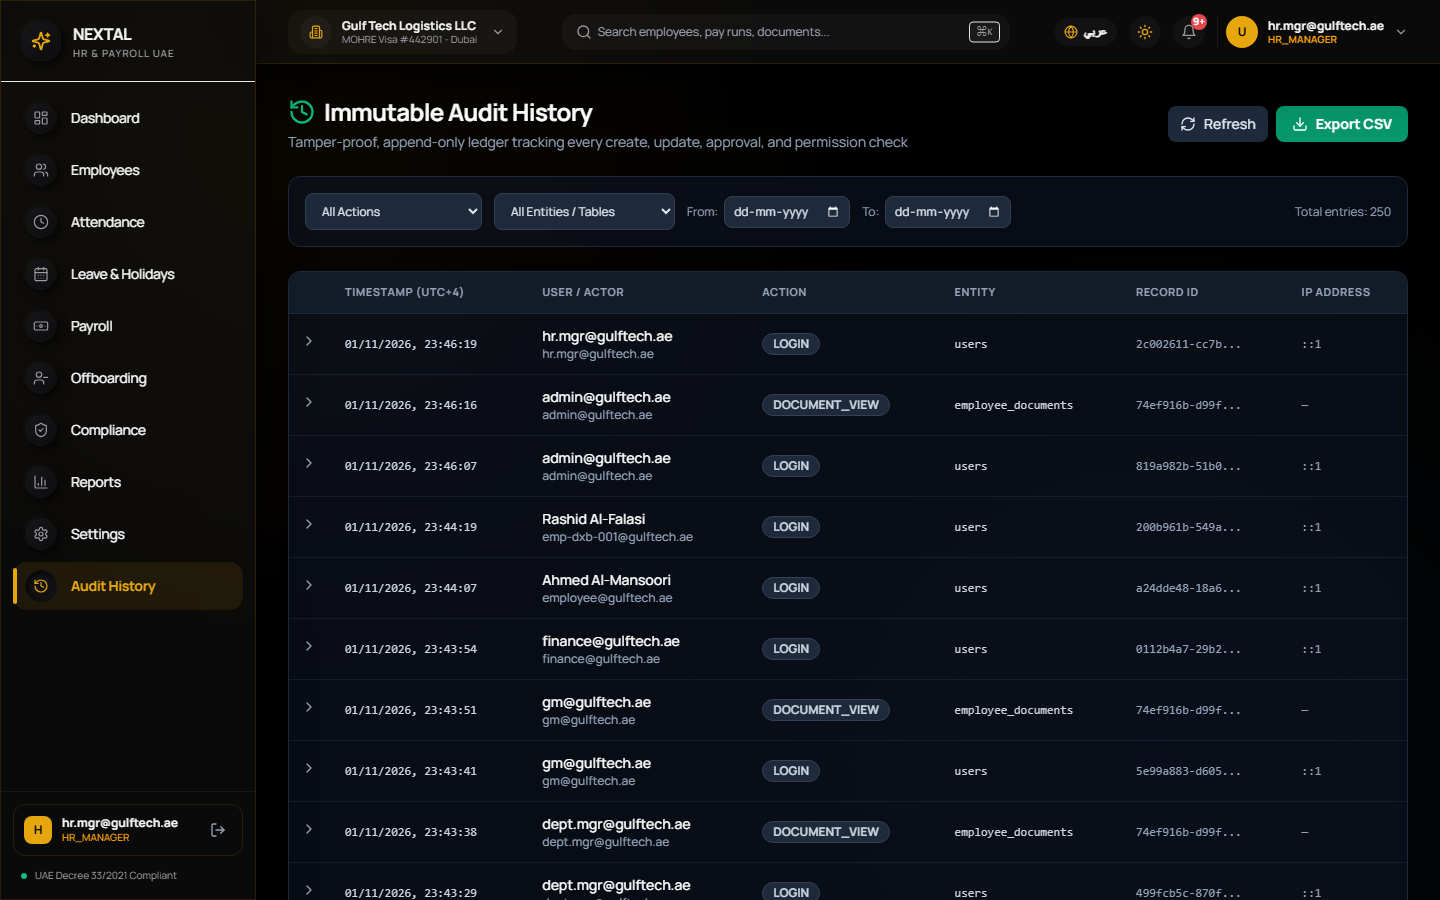 NEXTAL
HR & PAYROLL UAE
Gulf Tech Logistics LLC
MOHRE Visa #442901 - Dubai
Search employees, pay runs, documents...
⌘K
عربي
9+
U
hr.mgr@gulftech.ae
HR_MANAGER
Dashboard
Employees
Attendance
Leave & Holidays
Payroll
Offboarding
Compliance
Reports
Settings
Audit History
H
hr.mgr@gulftech.ae
HR_MANAGER
UAE Decree 33/2021 Compliant
Immutable Audit History
Tamper-proof, append-only ledger tracking every create, update, approval, and permission check
Refresh
Export CSV
All Actions
All Entities / Tables
From: dd-mm-yyyy
To: dd-mm-yyyy
Total entries: 250
TIMESTAMP (UTC+4) USER / ACTOR ACTION ENTITY RECORD ID IP ADDRESS
01/11/2026, 23:46:19 hr.mgr@gulftech.ae LOGIN users 2c002611-cc7b... ::1
hr.mgr@gulftech.ae
01/11/2026, 23:46:16 admin@gulftech.ae DOCUMENT_VIEW employee_documents 74ef916b-d99f... —
admin@gulftech.ae
01/11/2026, 23:46:07 admin@gulftech.ae LOGIN users 819a982b-51b0... ::1
admin@gulftech.ae
01/11/2026, 23:44:19 Rashid Al-Falasi LOGIN users 200b961b-549a... ::1
emp-dxb-001@gulftech.ae
01/11/2026, 23:44:07 Ahmed Al-Mansoori LOGIN users a24dde48-18a6... ::1
employee@gulftech.ae
01/11/2026, 23:43:54 finance@gulftech.ae LOGIN users 0112b4a7-29b2... ::1
finance@gulftech.ae
01/11/2026, 23:43:51 gm@gulftech.ae DOCUMENT_VIEW employee_documents 74ef916b-d99f... —
gm@gulftech.ae
01/11/2026, 23:43:41 gm@gulftech.ae LOGIN users 5e99a883-d605... ::1
gm@gulftech.ae
01/11/2026, 23:43:38 dept.mgr@gulftech.ae DOCUMENT_VIEW employee_documents 74ef916b-d99f... —
dept.mgr@gulftech.ae
01/11/2026, 23:43:29 dept.mgr@gulftech.ae LOGIN users 499fcb5c-870f... ::1